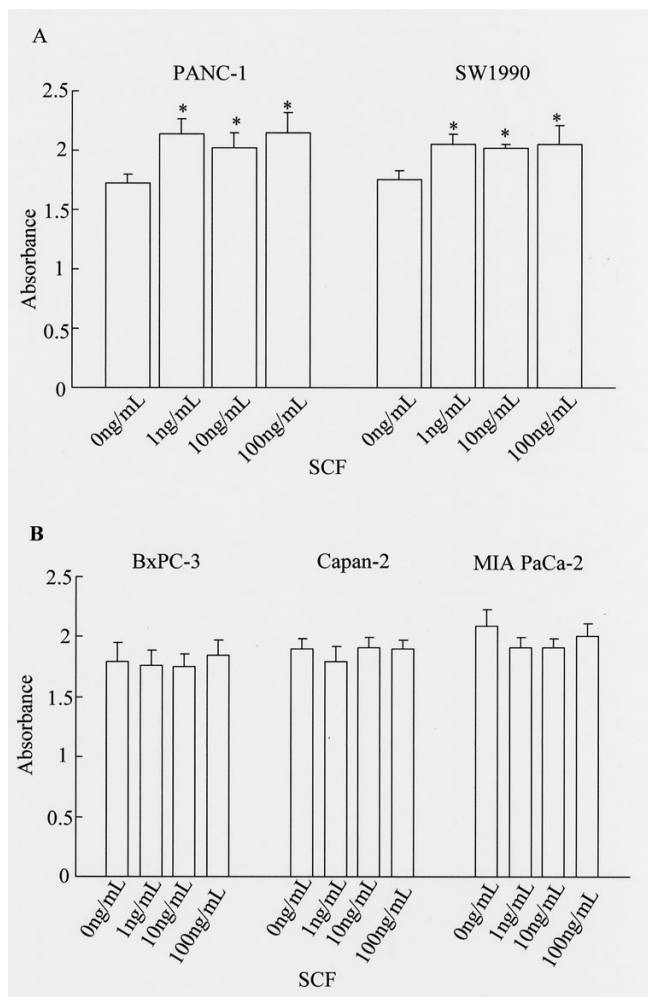 A
PANC-1 SW1990
2.5
2
1.5
1
0.5
0
Absorbance
* * * * * *
0ng/mL 1ng/mL 10ng/mL 100ng/mL 0ng/mL 1ng/mL 10ng/mL 100ng/mL
SCF
B
BxPC-3 Capan-2 MIA PaCa-2
2.5
2
1.5
1
0.5
0
Absorbance
0ng/mL 1ng/mL 10ng/mL 100ng/mL 0ng/mL 1ng/mL 10ng/mL 100ng/mL 0ng/mL 1ng/mL 10ng/mL 100ng/mL
SCF